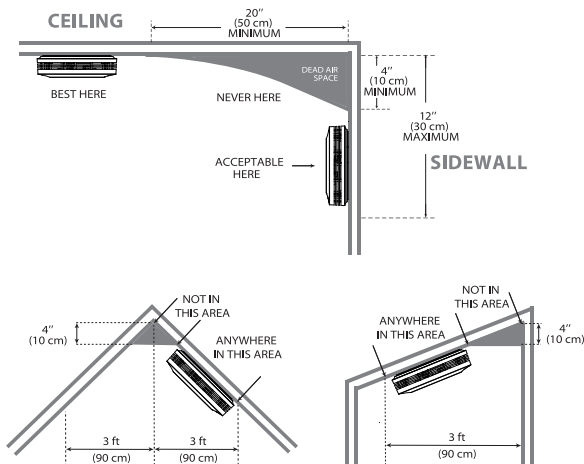 CEILING
20"
(50 cm)
MINIMUM
DEAD AIR
SPACE
4"
(10 cm)
MINIMUM
BEST HERE
NEVER HERE
12"
(30 cm)
MAXIMUM
ACCEPTABLE
HERE
SIDEWALL
NOT IN
THIS AREA
4"
(10 cm)
ANYWHERE
IN THIS AREA
3 ft
(90 cm)
3 ft
(90 cm)
NOT IN
THIS AREA
ANYWHERE
IN THIS AREA
4"
(10 cm)
3 ft
(90 cm)